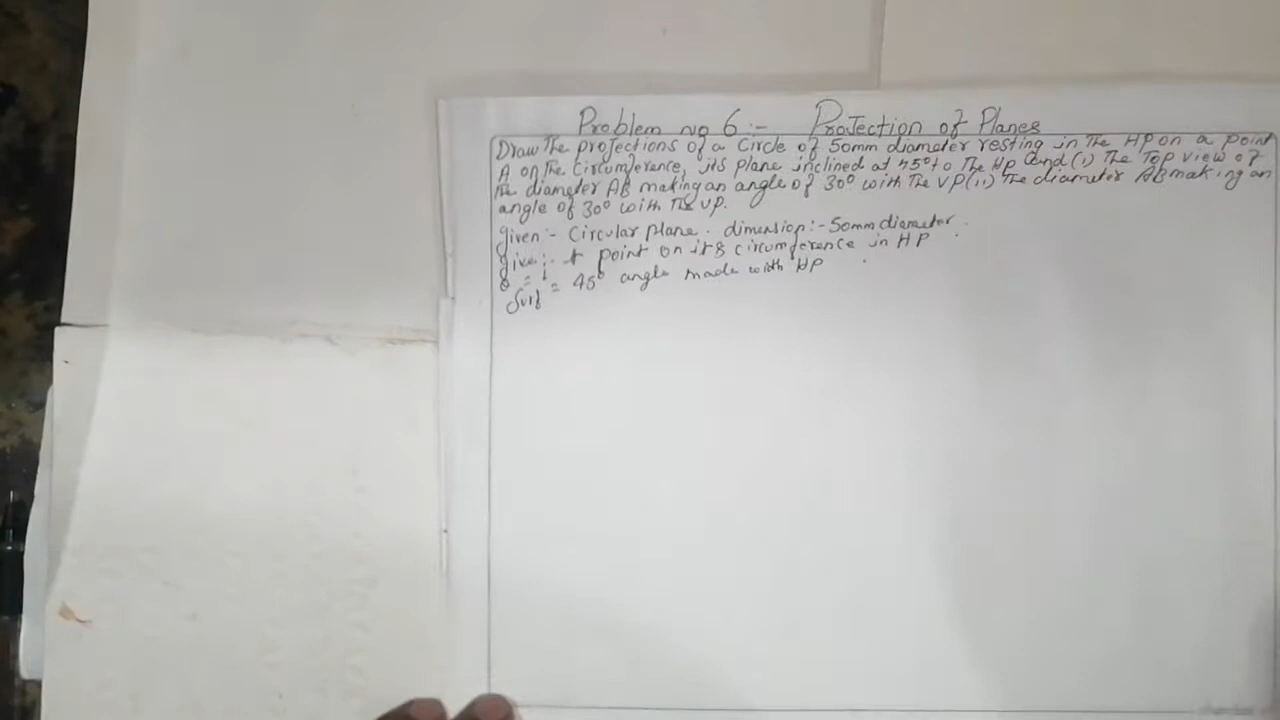 Problem no 6:- Projection of Planes
Draw The projections of a Circle of 50mm diameter resting in The HP on a point
A on The Circumference, its plane inclined at 45° to The Hp and (i) The Top view of
the diameter AB making an angle of 30° with The VP (ii) The diameter AB making an
angle of 30° with The VP.
given:- Circular Plane. dimension:- 50mm diameter.
give:- A point on its circumference in HP
θ = 45° angle made with HP
Surf